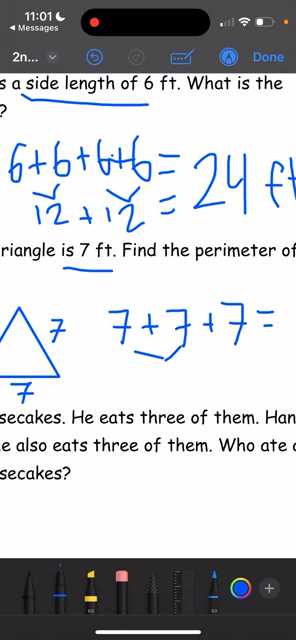 11:01
Messages
2n...
Done
s a side length of 6 ft. What is the
?
6+6+6+6= 24 ft
12 + 12 =
riangle is 7 ft. Find the perimeter of
7 + 7 + 7 =
7
7
secakes. He eats three of them. Han
e also eats three of them. Who ate
secakes?